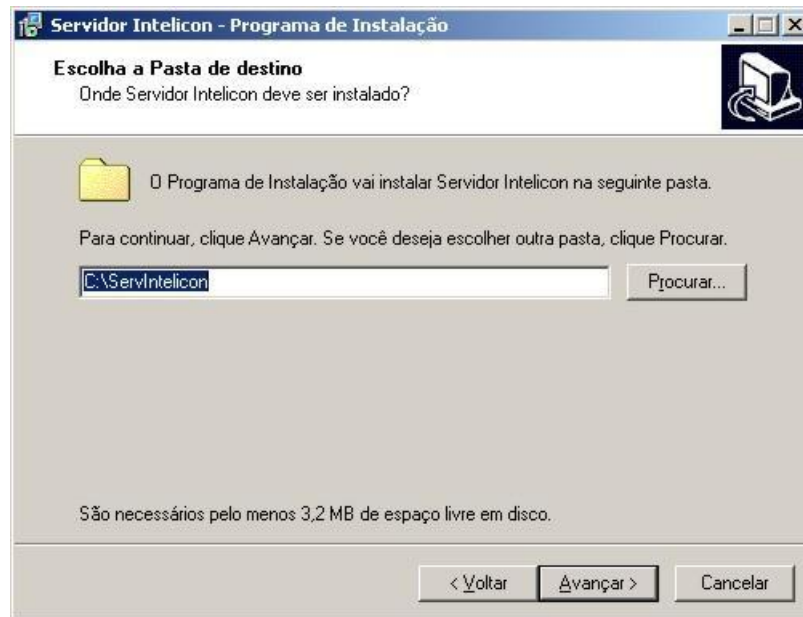 Servidor Intelicon - Programa de Instalação
Escolha a Pasta de destino
Onde Servidor Intelicon deve ser instalado?
O Programa de Instalação vai instalar Servidor Intelicon na seguinte pasta.
Para continuar, clique Avançar. Se você deseja escolher outra pasta, clique Procurar.
C:\ServIntelicon
Procurar...
São necessários pelo menos 3,2 MB de espaço livre em disco.
< Voltar
Avançar >
Cancelar